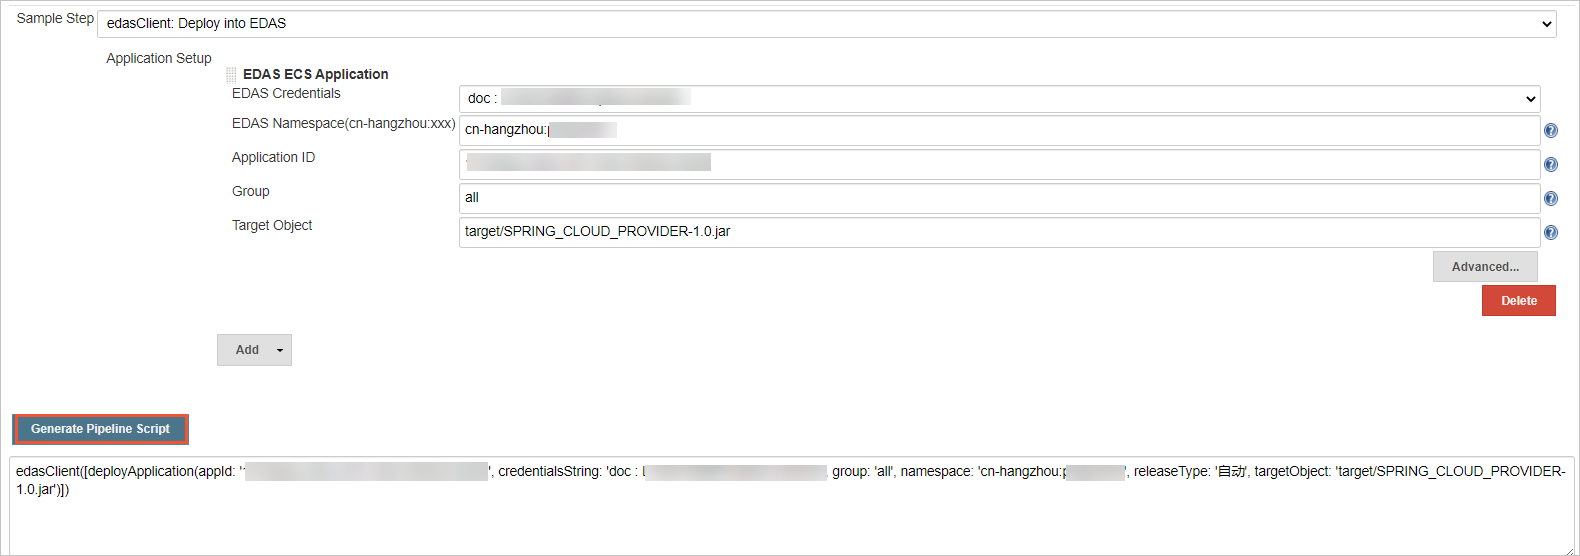 Sample Step edasClient: Deploy into EDAS
Application Setup
EDAS ECS Application
EDAS Credentials doc :
EDAS Namespace(cn-hangzhou:xxx) cn-hangzhou:
Application ID
Group all
Target Object target/SPRING_CLOUD_PROVIDER-1.0.jar
Advanced...
Delete
Add
Generate Pipeline Script
edasClient([deployApplication(appId: ' ', credentialsString: 'doc : , group: 'all', namespace: 'cn-hangzhou:p ', releaseType: '自动', targetObject: 'target/SPRING_CLOUD_PROVIDER-
1.0.jar')])